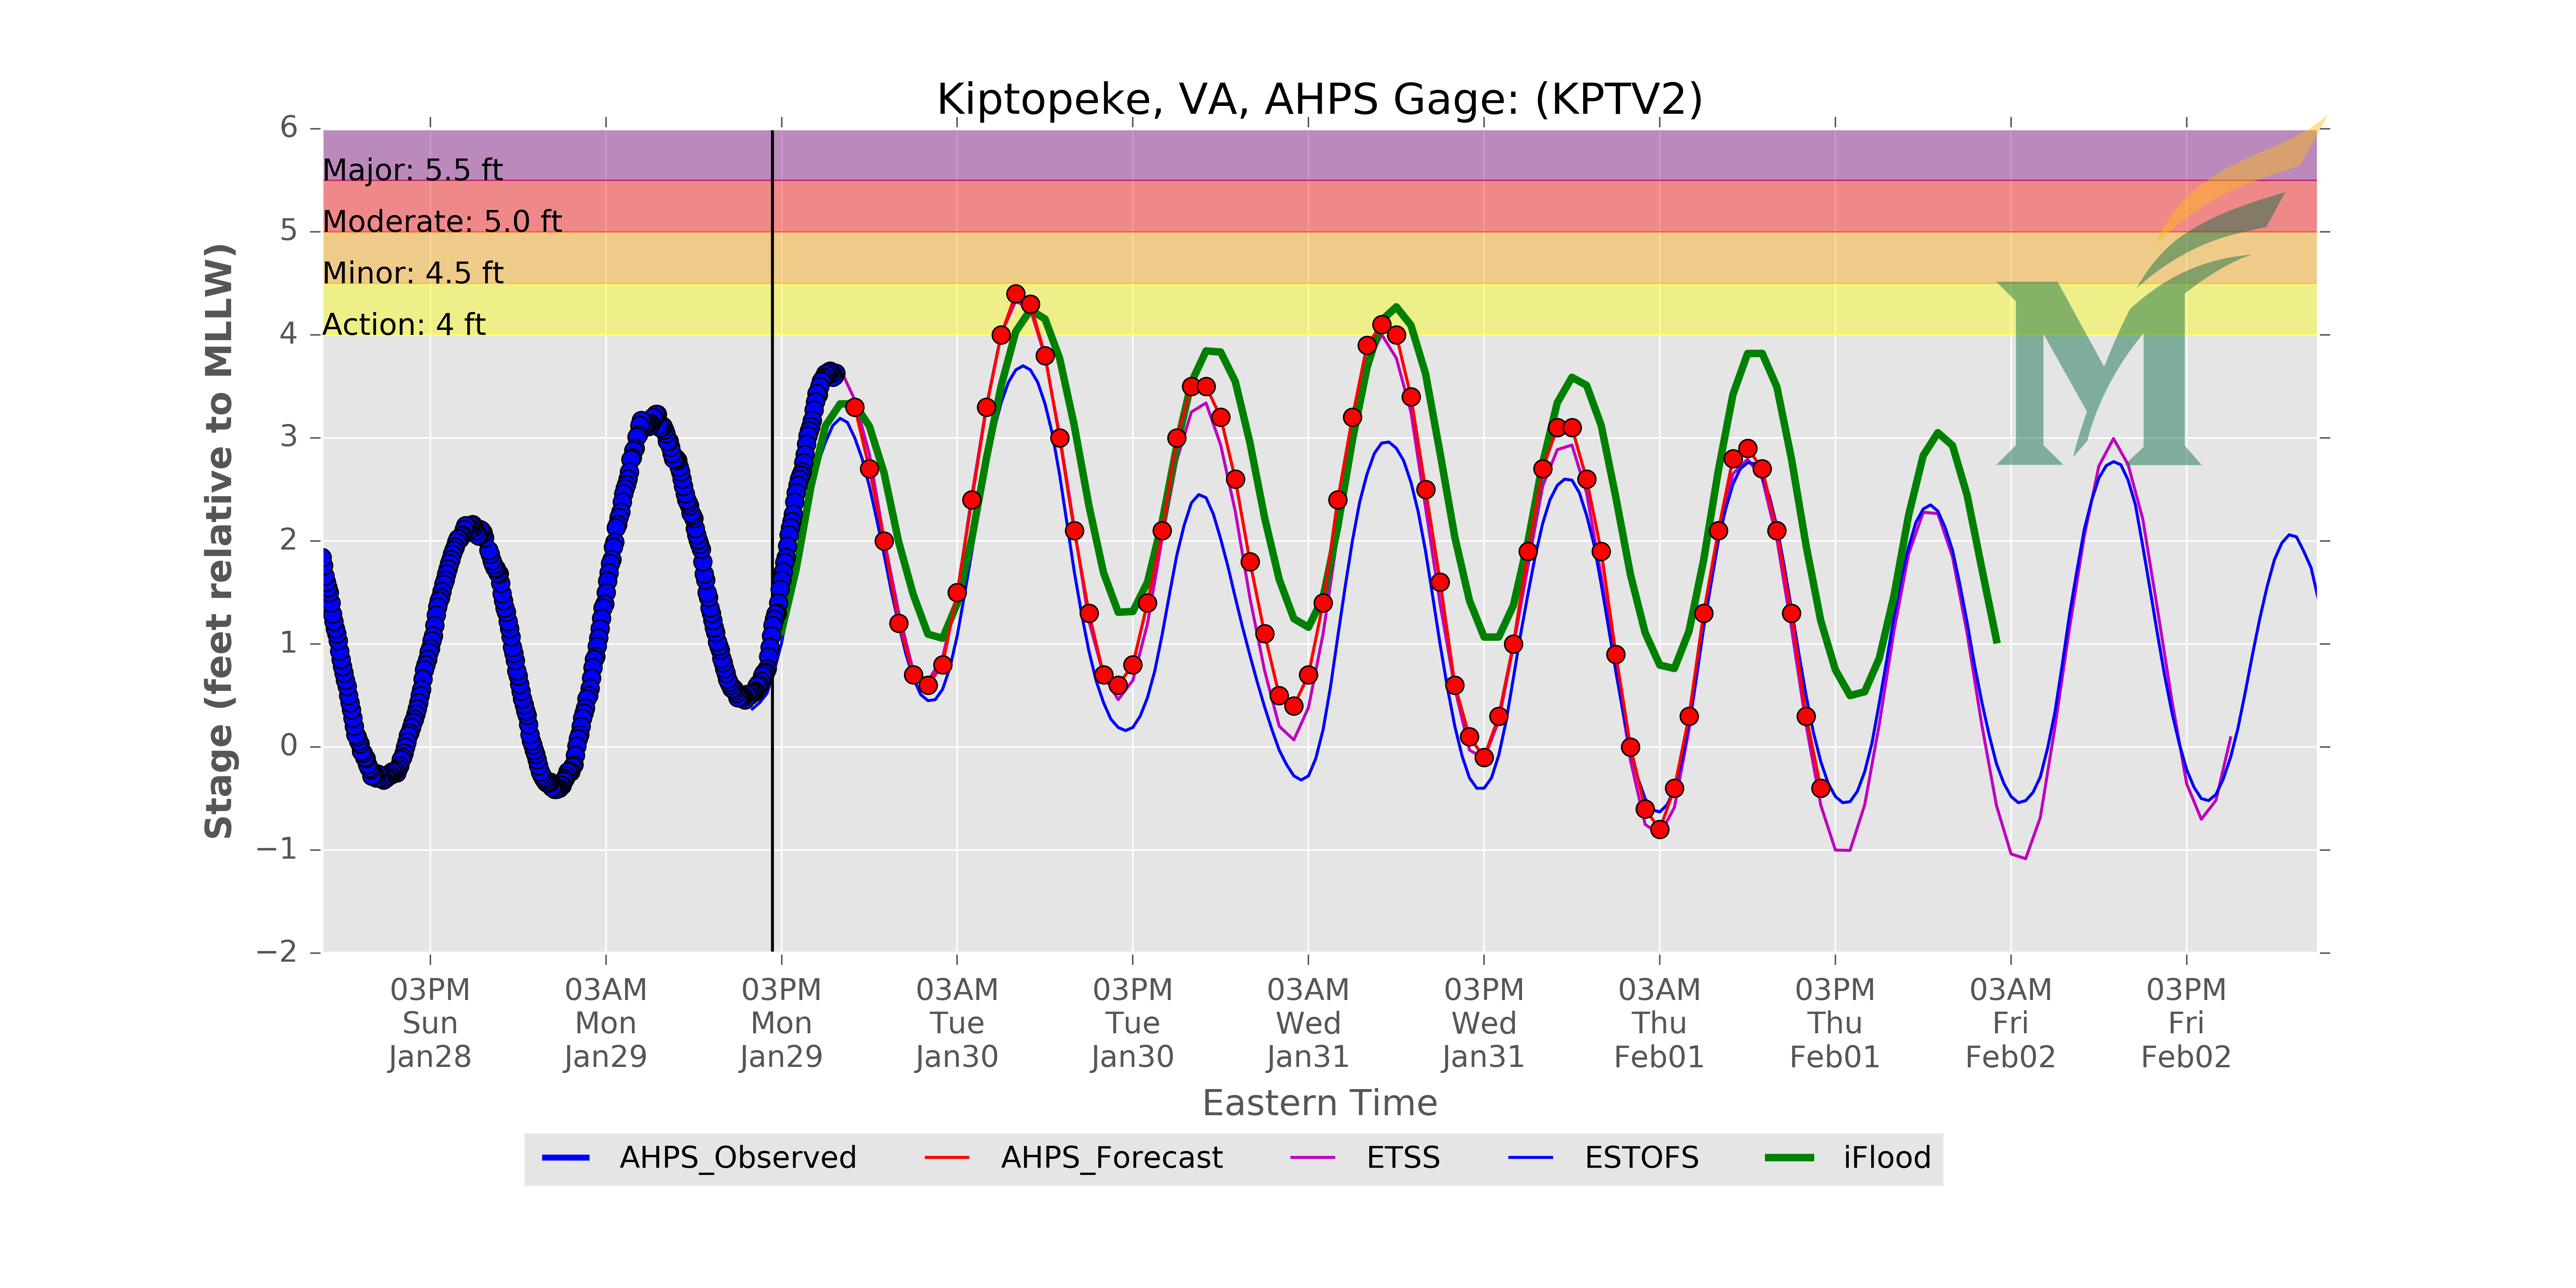 Kiptopeke, VA, AHPS Gage: (KPTV2)
6
Major: 5.5 ft
Moderate: 5.0 ft
5
Minor: 4.5 ft
Action: 4 ft
4
3
2
1
0
−1
−2
Stage (feet relative to MLLW)
03PM 03AM 03PM 03AM 03PM 03AM 03PM 03AM 03PM 03AM 03PM
Sun Mon Mon Tue Tue Wed Wed Thu Thu Fri Fri
Jan28 Jan29 Jan29 Jan30 Jan30 Jan31 Jan31 Feb01 Feb01 Feb02 Feb02
Eastern Time
AHPS_Observed AHPS_Forecast ETSS ESTOFS iFlood
M